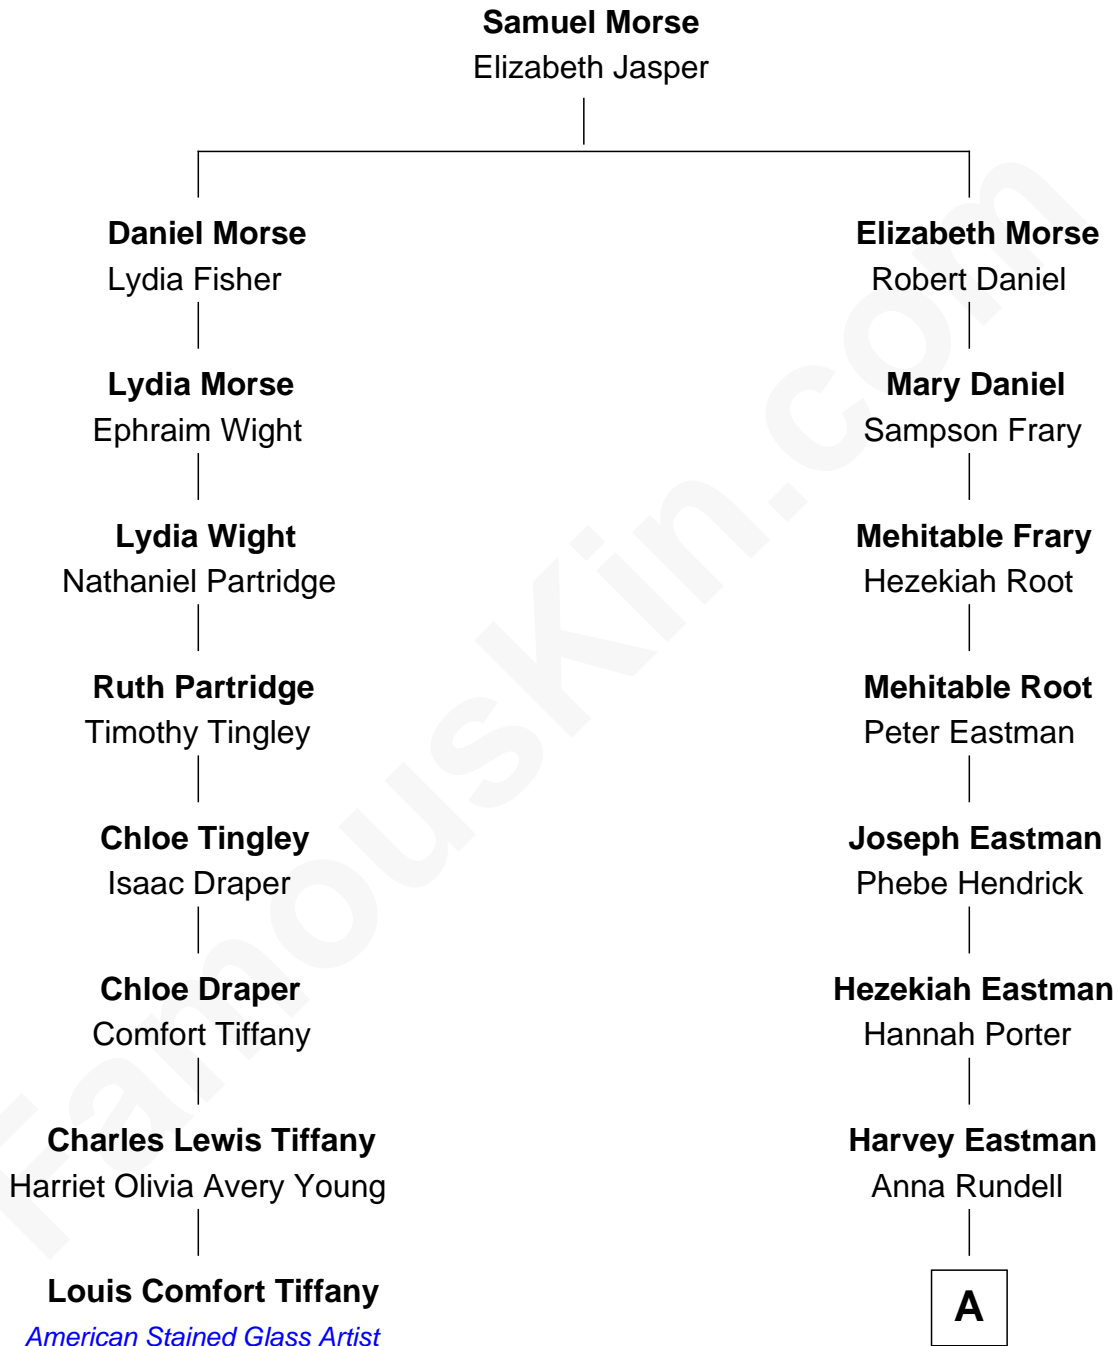 Samuel Morse
Elizabeth Jasper
Daniel Morse
Lydia Fisher
Elizabeth Morse
Robert Daniel
Lydia Morse
Ephraim Wight
Mary Daniel
Sampson Frary
Lydia Wight
Nathaniel Partridge
Mehitable Frary
Hezekiah Root
Ruth Partridge
Timothy Tingley
Mehitable Root
Peter Eastman
Chloe Tingley
Isaac Draper
Joseph Eastman
Phebe Hendrick
Chloe Draper
Comfort Tiffany
Hezekiah Eastman
Hannah Porter
Charles Lewis Tiffany
Harriet Olivia Avery Young
Harvey Eastman
Anna Rundell
Louis Comfort Tiffany
American Stained Glass Artist
A
FamousKin.com